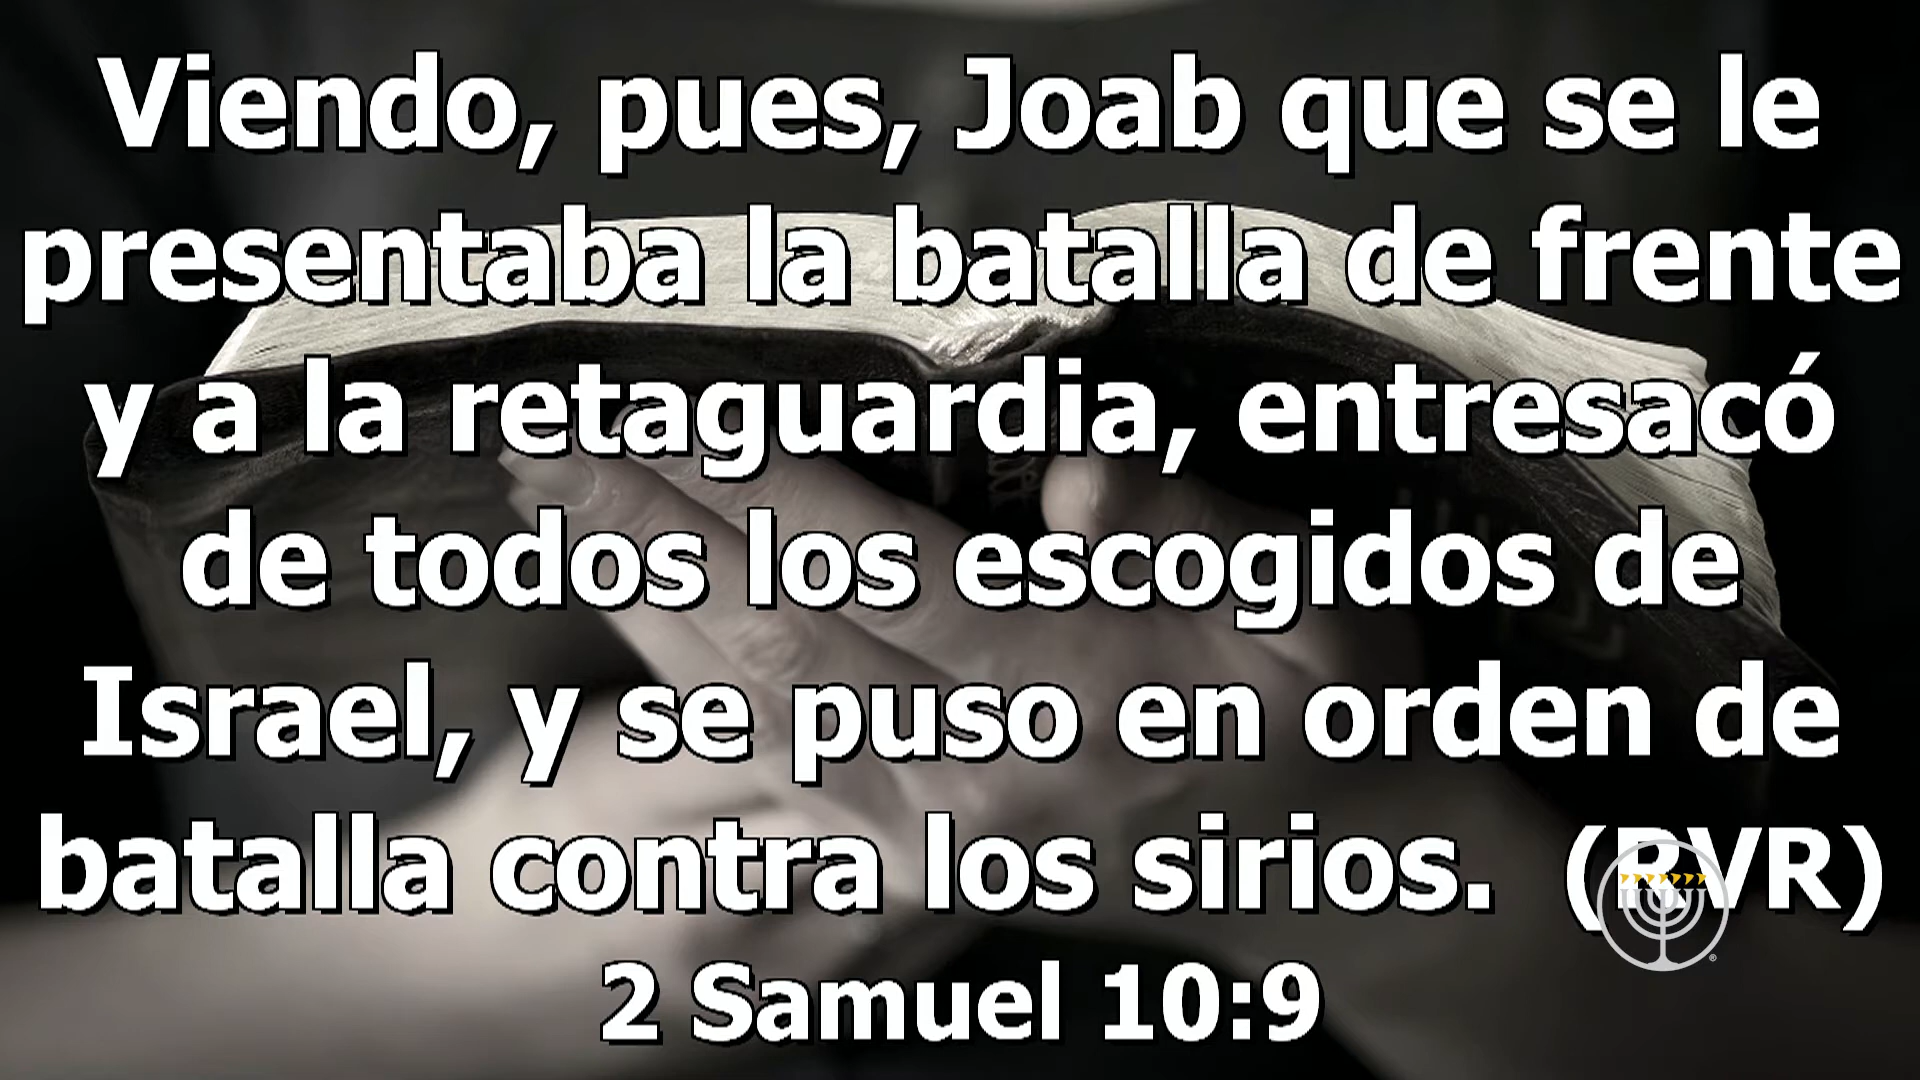 Viendo, pues, Joab que se le
presentaba la batalla de frente
y a la retaguardia, entresacó
de todos los escogidos de
Israel, y se puso en orden de
batalla contra los sirios. (RVR)
2 Samuel 10:9